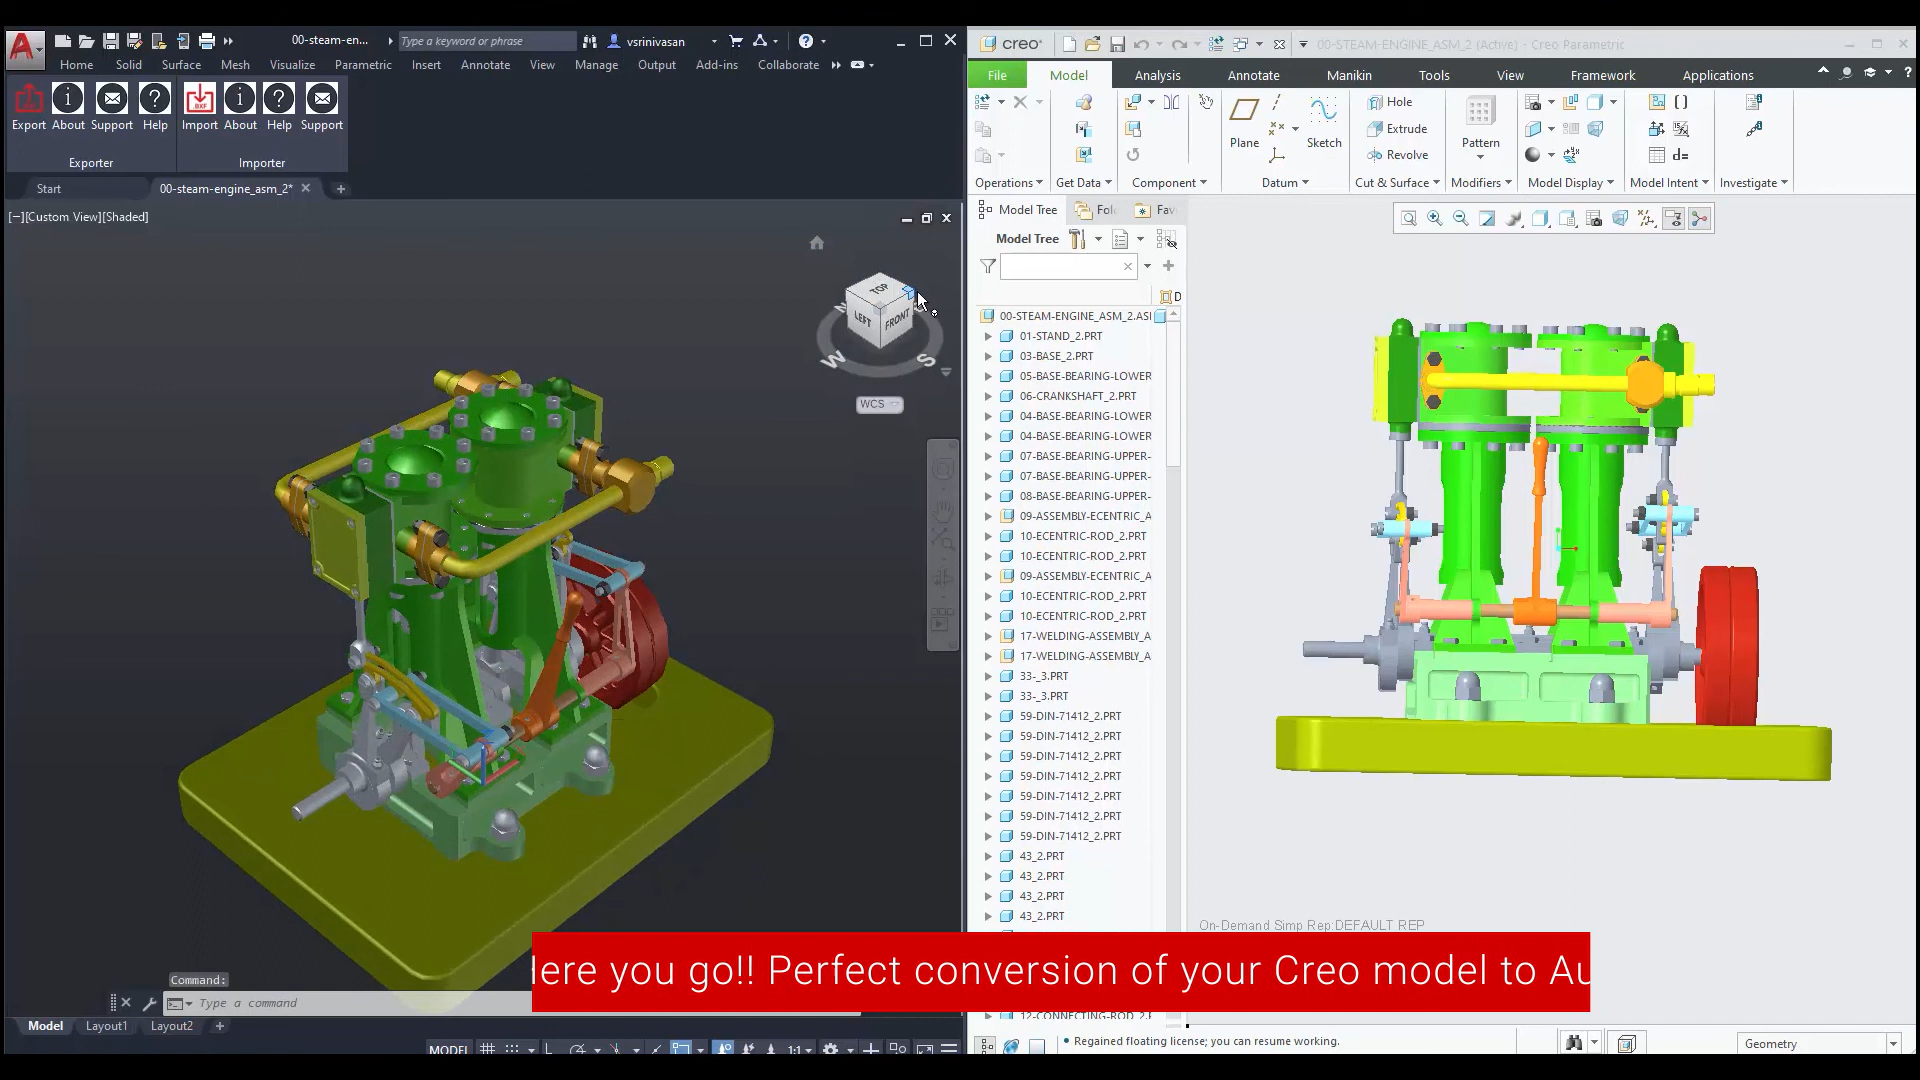 00-steam-en...
Type a keyword or phrase
vsrinivasan
Home Solid Surface Mesh Visualize Parametric Insert Annotate View Manage Output Add-ins Collaborate
Export About Support Help Import About Help Support
Exporter Importer
Start 00-steam-engine_asm_2*
[−][Custom View][Shaded]
TOP
LEFT FRONT
W S
WCS
Command:
Type a command
Model Layout1 Layout2
MODEL 1:1
creo°
00-STEAM-ENGINE_ASM_2 (Active) - Creo Parametric
File Model Analysis Annotate Manikin Tools View Framework Applications
Plane Sketch Hole
Extrude
Revolve
Pattern
Operations Get Data Component Datum Cut & Surface Modifiers Model Display Model Intent Investigate
Model Tree Fol Fav
Model Tree
D
00-STEAM-ENGINE_ASM_2.AS
01-STAND_2.PRT
03-BASE_2.PRT
05-BASE-BEARING-LOWER
06-CRANKSHAFT_2.PRT
04-BASE-BEARING-LOWER
04-BASE-BEARING-LOWER
07-BASE-BEARING-UPPER-
07-BASE-BEARING-UPPER-
08-BASE-BEARING-UPPER-
09-ASSEMBLY-ECENTRIC_A
10-ECENTRIC-ROD_2.PRT
10-ECENTRIC-ROD_2.PRT
09-ASSEMBLY-ECENTRIC_A
10-ECENTRIC-ROD_2.PRT
10-ECENTRIC-ROD_2.PRT
17-WELDING-ASSEMBLY_A
17-WELDING-ASSEMBLY_A
33-_3.PRT
33-_3.PRT
59-DIN-71412_2.PRT
59-DIN-71412_2.PRT
59-DIN-71412_2.PRT
59-DIN-71412_2.PRT
59-DIN-71412_2.PRT
59-DIN-71412_2.PRT
59-DIN-71412_2.PRT
43_2.PRT
43_2.PRT
43_2.PRT
43_2.PRT
12-CONNECTING-ROD_2.F
On-Demand Simp Rep:DEFAULT REP
ere you go!! Perfect conversion of your Creo model to Au
• Regained floating license; you can resume working.
Geometry